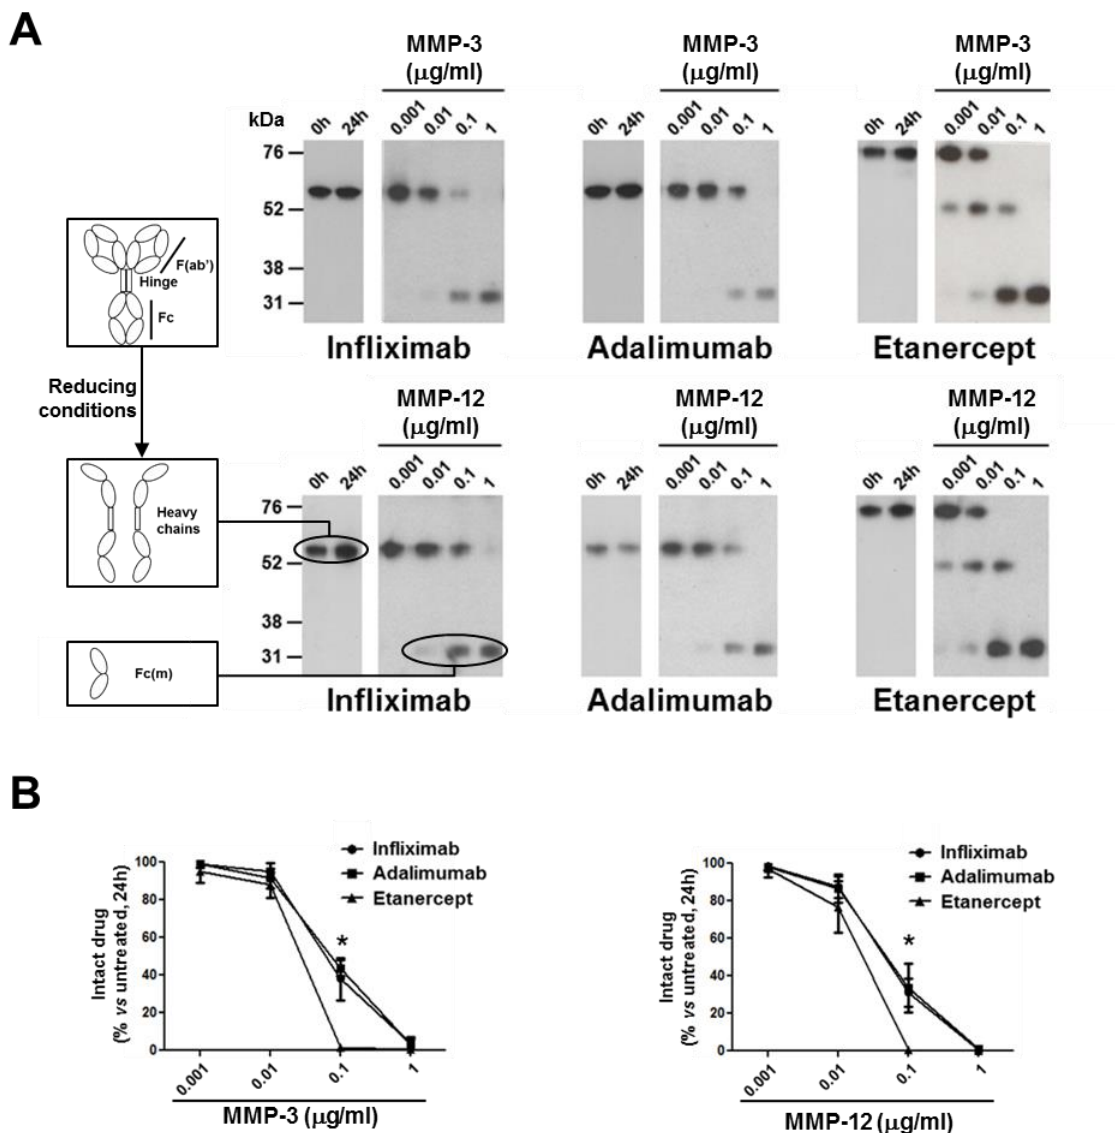 A
MMP-3
(μg/ml)
MMP-3
(μg/ml)
MMP-3
(μg/ml)
kDa
0h 24h 0.001 0.01 0.1 1
0h 24h 0.001 0.01 0.1 1
0h 24h 0.001 0.01 0.1 1
76
52
38
31
F(ab')
Hinge
Fc
Infliximab
Adalimumab
Etanercept
Reducing
conditions
MMP-12
(μg/ml)
MMP-12
(μg/ml)
MMP-12
(μg/ml)
0h 24h 0.001 0.01 0.1 1
0h 24h 0.001 0.01 0.1 1
0h 24h 0.001 0.01 0.1 1
76
52
38
31
Heavy
chains
Fc(m)
Infliximab
Adalimumab
Etanercept
B
Intact drug
(% vs untreated, 24h)
100
80
60
40
20
0
Infliximab
Adalimumab
Etanercept
*
0.001 0.01 0.1 1
MMP-3 (μg/ml)
Intact drug
(% vs untreated, 24h)
100
80
60
40
20
0
Infliximab
Adalimumab
Etanercept
*
0.001 0.01 0.1 1
MMP-12 (μg/ml)